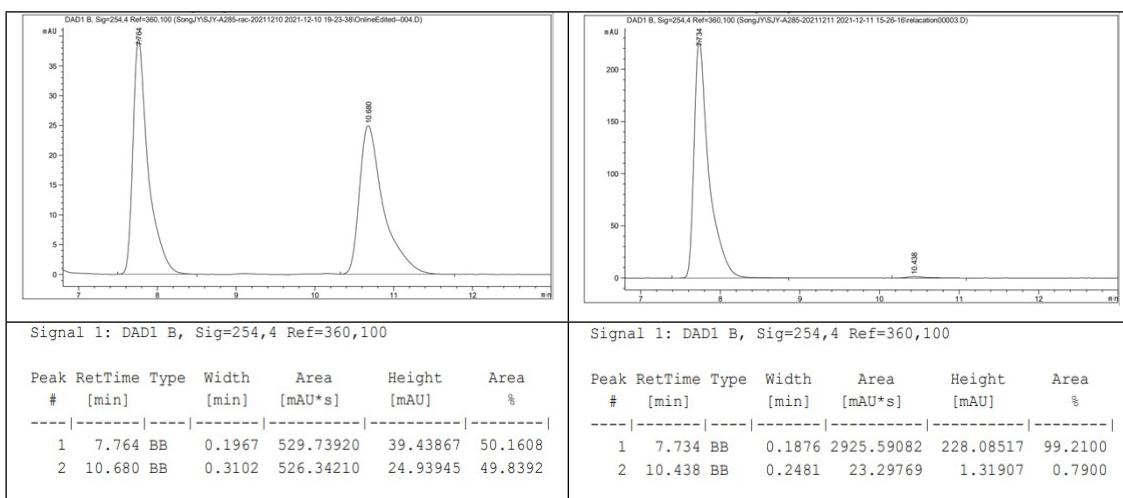 DAD1 B, Sig=254,4 Ref=360,100 (SongJY\SJY-A285-rac-20211210 2021-12-10 19-23-38\OnlineEdited--004.D)
mAU
35
30
25
20
15
10
5
0
7.764
10.680
7 8 9 10 11 12 min
DAD1 B, Sig=254,4 Ref=360,100 (SongJY\SJY-A285-20211211 2021-12-11 15-26-16\relacation00003.D)
mAU
200
150
100
50
0
7.734
10.438
7 8 9 10 11 12 min
Signal 1: DAD1 B, Sig=254,4 Ref=360,100
Peak RetTime Type Width Area Height Area
# [min] [min] [mAU*s] [mAU] %
----|-------|----|-------|----------|----------|--------|
1 7.764 BB 0.1967 529.73920 39.43867 50.1608
2 10.680 BB 0.3102 526.34210 24.93945 49.8392
Signal 1: DAD1 B, Sig=254,4 Ref=360,100
Peak RetTime Type Width Area Height Area
# [min] [min] [mAU*s] [mAU] %
----|-------|----|-------|----------|----------|--------|
1 7.734 BB 0.1876 2925.59082 228.08517 99.2100
2 10.438 BB 0.2481 23.29769 1.31907 0.7900